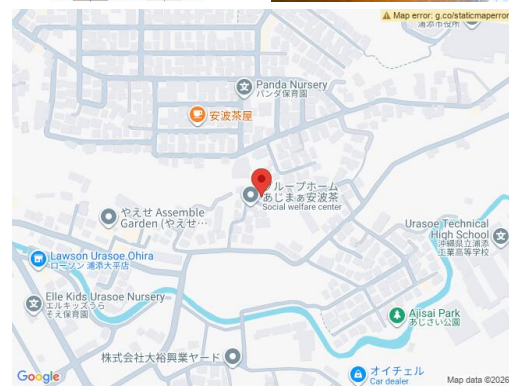 Map error: g.co/staticmaperror
浦添市役所
Panda Nursery
パンダ保育園
安波茶屋
グループホーム
あじまぁ安波茶
Social welfare center
やえせ Assemble
Garden (やえせ…
Urasoe Technical
High School
沖縄県立浦添
工業高等学校
Lawson Urasoe Ohira
ローソン 浦添大平店
Elle Kids Urasoe Nursery
エルキッズうら
そえ保育園
Ajisai Park
あじさい公園
株式会社大裕興業ヤード
オイチェル
Car dealer
Google
Map data ©2026